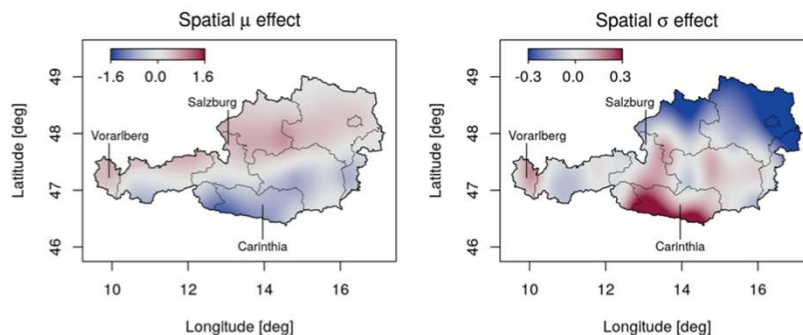 Spatial μ effect
-1.6 0.0 1.6
Salzburg
Vorarlberg
Carinthia
Latitude [deg]
49
48
47
46
10 12 14 16
Longitude [deg]
Spatial σ effect
-0.3 0.0 0.3
Salzburg
Vorarlberg
Carinthia
Latitude [deg]
49
48
47
46
10 12 14 16
Longitude [deg]